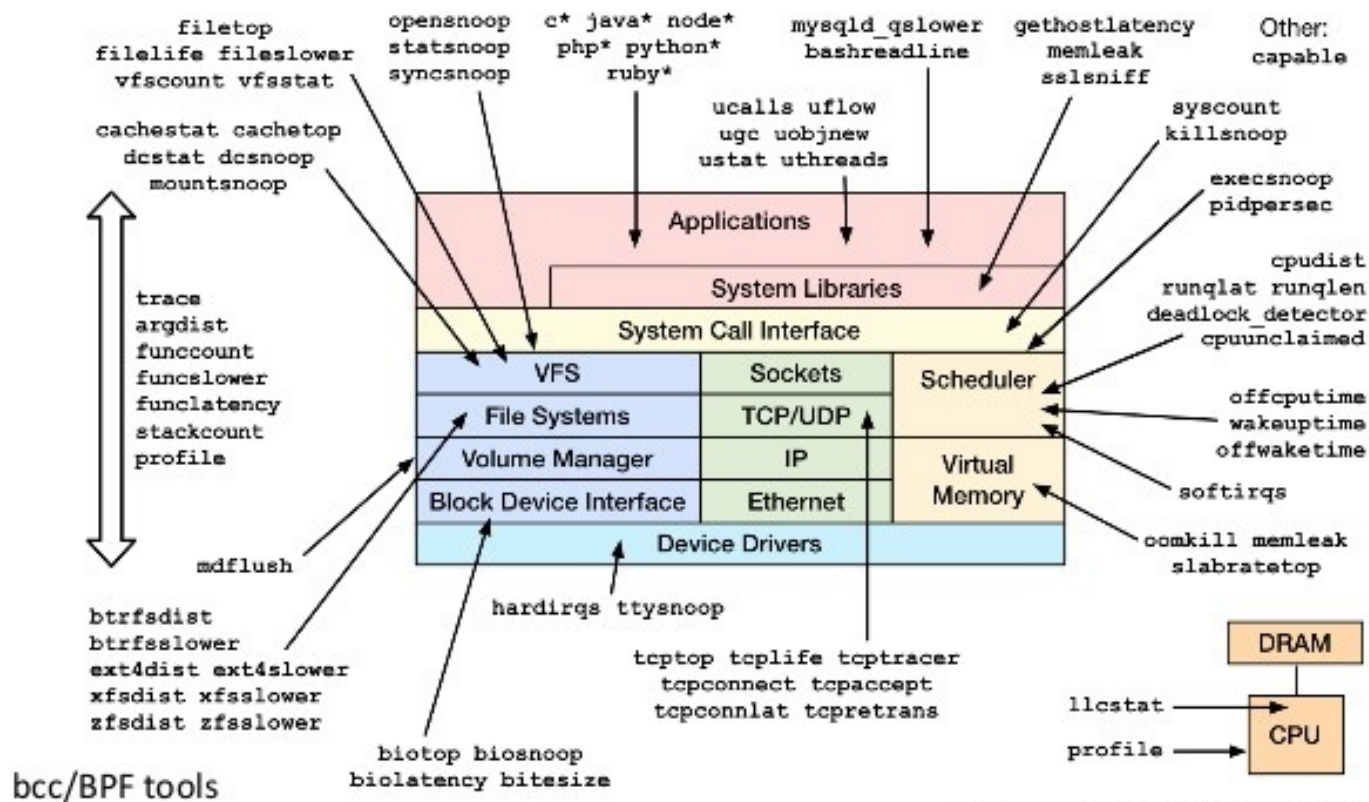 filetop
filelife fileslower
vfscount vfsstat
opensnoop
statsnoop
syncsnoop
c* java* node*
php* python*
ruby*
mysqld_qslower
bashreadline
gethostlatency
memleak
sslsniff
Other:
capable
cachestat cachetop
dcstat dcsnoop
mountsnoop
ucalls uflow
ugc uobjnew
ustat uthreads
syscount
killsnoop
execsnoop
pidpersec
Applications
System Libraries
System Call Interface
VFS
Sockets
Scheduler
File Systems
TCP/UDP
Volume Manager
IP
Virtual
Memory
Block Device Interface
Ethernet
Device Drivers
trace
argdist
funccount
funcslower
funclatency
stackcount
profile
cpudist
runqlat runqlen
deadlock_detector
cpuunclaimed
offcputime
wakeuptime
offwaketime
softirqs
oomkill memleak
slabratetop
mdflush
hardirqs ttysnoop
btrfsdist
btrfsslower
ext4dist ext4slower
xfsdist xfsslower
zfsdist zfsslower
tcptop tcplife tcptracer
tcpconnect tcpaccept
tcpconnlat tcpretrans
biotop biosnoop
biolatency bitesize
DRAM
llcstat
CPU
profile
bcc/BPF tools